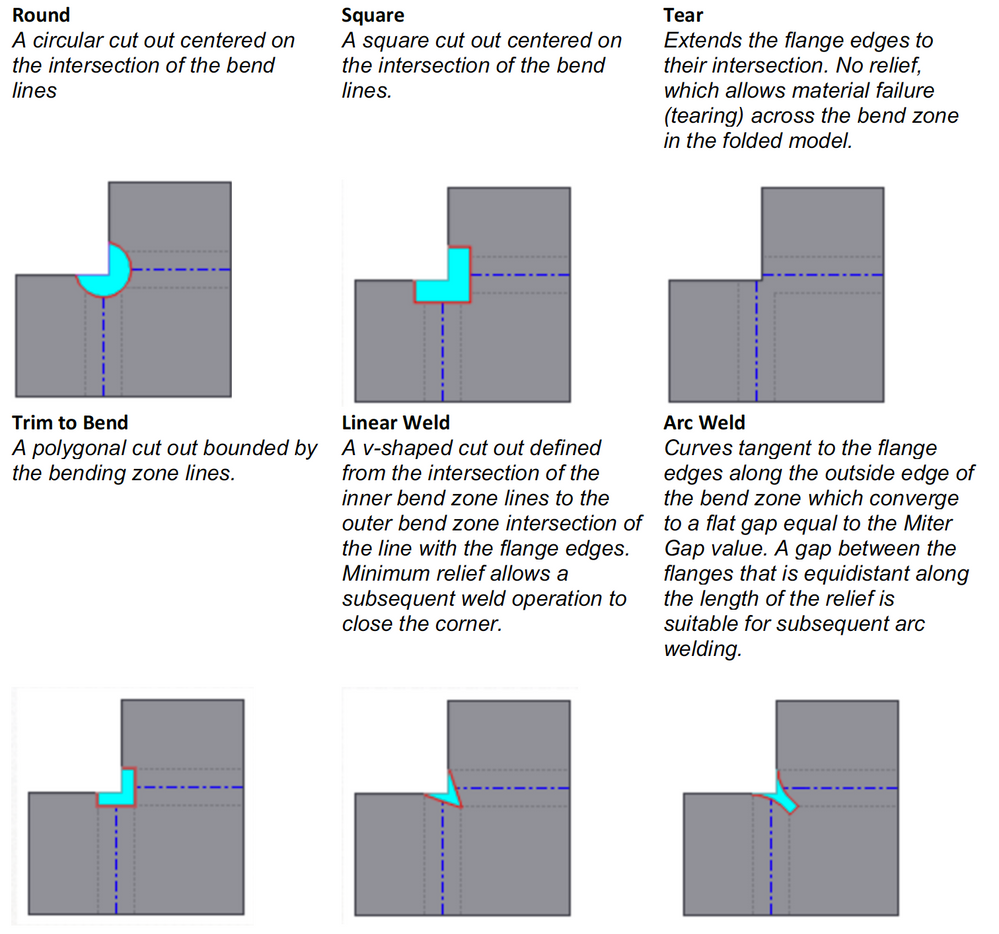 Round
A circular cut out centered on
the intersection of the bend
lines
Square
A square cut out centered on
the intersection of the bend
lines.
Tear
Extends the flange edges to
their intersection. No relief,
which allows material failure
(tearing) across the bend zone
in the folded model.
Trim to Bend
A polygonal cut out bounded by
the bending zone lines.
Linear Weld
A v-shaped cut out defined
from the intersection of the
inner bend zone lines to the
outer bend zone intersection of
the line with the flange edges.
Minimum relief allows a
subsequent weld operation to
close the corner.
Arc Weld
Curves tangent to the flange
edges along the outside edge of
the bend zone which converge
to a flat gap equal to the Miter
Gap value. A gap between the
flanges that is equidistant along
the length of the relief is
suitable for subsequent arc
welding.